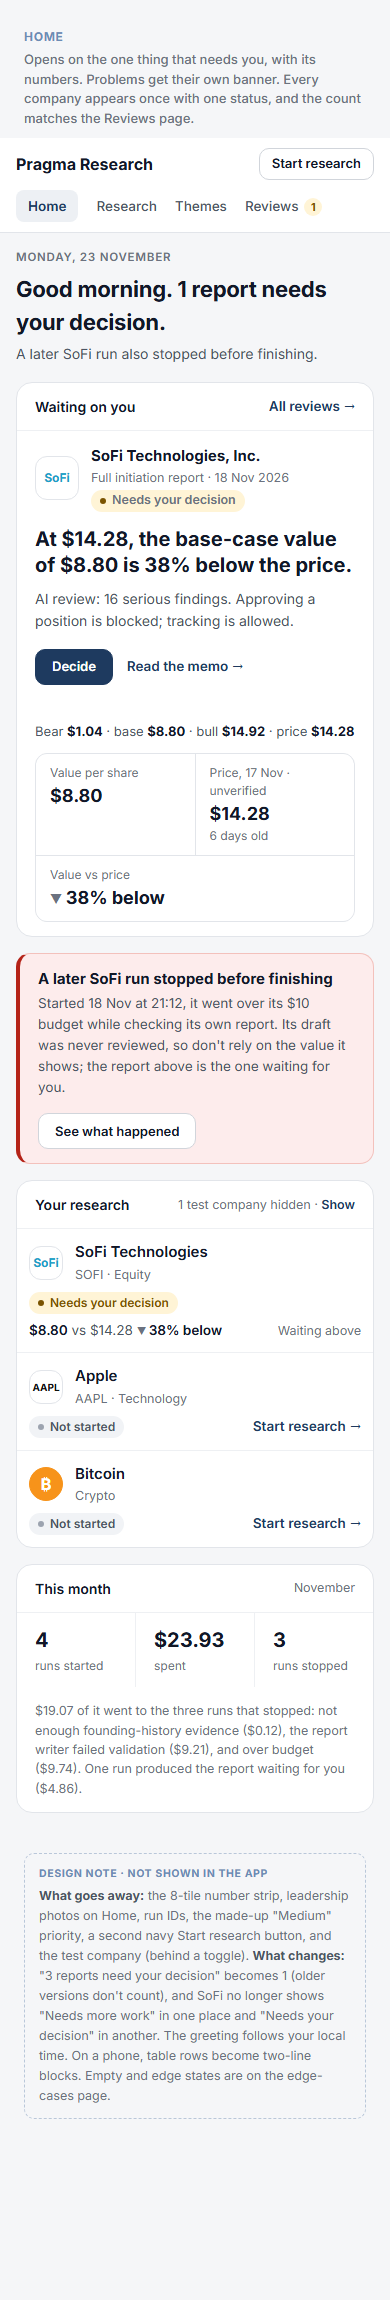 HOME
Opens on the one thing that needs you, with its
numbers. Problems get their own banner. Every
company appears once with one status, and the count
matches the Reviews page.
Pragma Research
Start research
Home Research Themes Reviews 1
MONDAY, 23 NOVEMBER
Good morning. 1 report needs
your decision.
A later SoFi run also stopped before finishing.
Waiting on you
All reviews →
SoFi
SoFi Technologies, Inc.
Full initiation report · 18 Nov 2026
Needs your decision
At $14.28, the base-case value
of $8.80 is 38% below the price.
AI review: 16 serious findings. Approving a
position is blocked; tracking is allowed.
Decide
Read the memo →
Bear $1.04 · base $8.80 · bull $14.92 · price $14.28
Value per share
$8.80
Price, 17 Nov ·
unverified
$14.28
6 days old
Value vs price
▼ 38% below
A later SoFi run stopped before finishing
Started 18 Nov at 21:12, it went over its $10
budget while checking its own report. Its draft
was never reviewed, so don't rely on the value it
shows; the report above is the one waiting for
you.
See what happened
Your research
1 test company hidden · Show
SoFi
SoFi Technologies
SOFI · Equity
Needs your decision
$8.80 vs $14.28 ▼ 38% below
Waiting above
AAPL
Apple
AAPL · Technology
Not started
Start research →
₿
Bitcoin
Crypto
Not started
Start research →
This month
November
4
runs started
$23.93
spent
3
runs stopped
$19.07 of it went to the three runs that stopped: not
enough founding-history evidence ($0.12), the report
writer failed validation ($9.21), and over budget
($9.74). One run produced the report waiting for you
($4.86).
DESIGN NOTE · NOT SHOWN IN THE APP
What goes away: the 8-tile number strip, leadership
photos on Home, run IDs, the made-up "Medium"
priority, a second navy Start research button, and
the test company (behind a toggle). What changes:
"3 reports need your decision" becomes 1 (older
versions don't count), and SoFi no longer shows
"Needs more work" in one place and "Needs your
decision" in another. The greeting follows your local
time. On a phone, table rows become two-line
blocks. Empty and edge states are on the edge-
cases page.